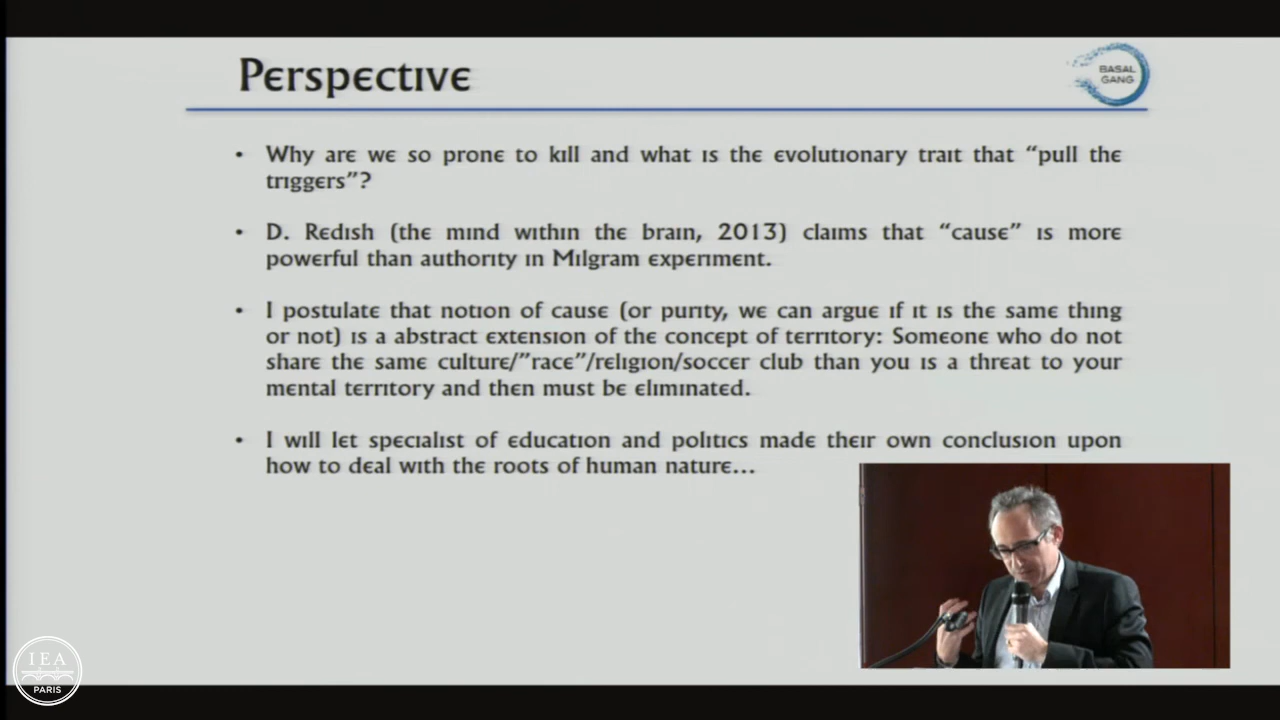 Perspective
BASAL
GANG
• Why are we so prone to kill and what is the evolutionary trait that “pull the
triggers”?
• D. Redish (the mind within the brain, 2013) claims that “cause” is more
powerful than authority in Milgram experiment.
• I postulate that notion of cause (or purity, we can argue if it is the same thing
or not) is a abstract extension of the concept of territory: Someone who do not
share the same culture/”race”/religion/soccer club than you is a threat to your
mental territory and then must be eliminated.
• I will let specialist of education and politics made their own conclusion upon
how to deal with the roots of human nature...
IEA
PARIS